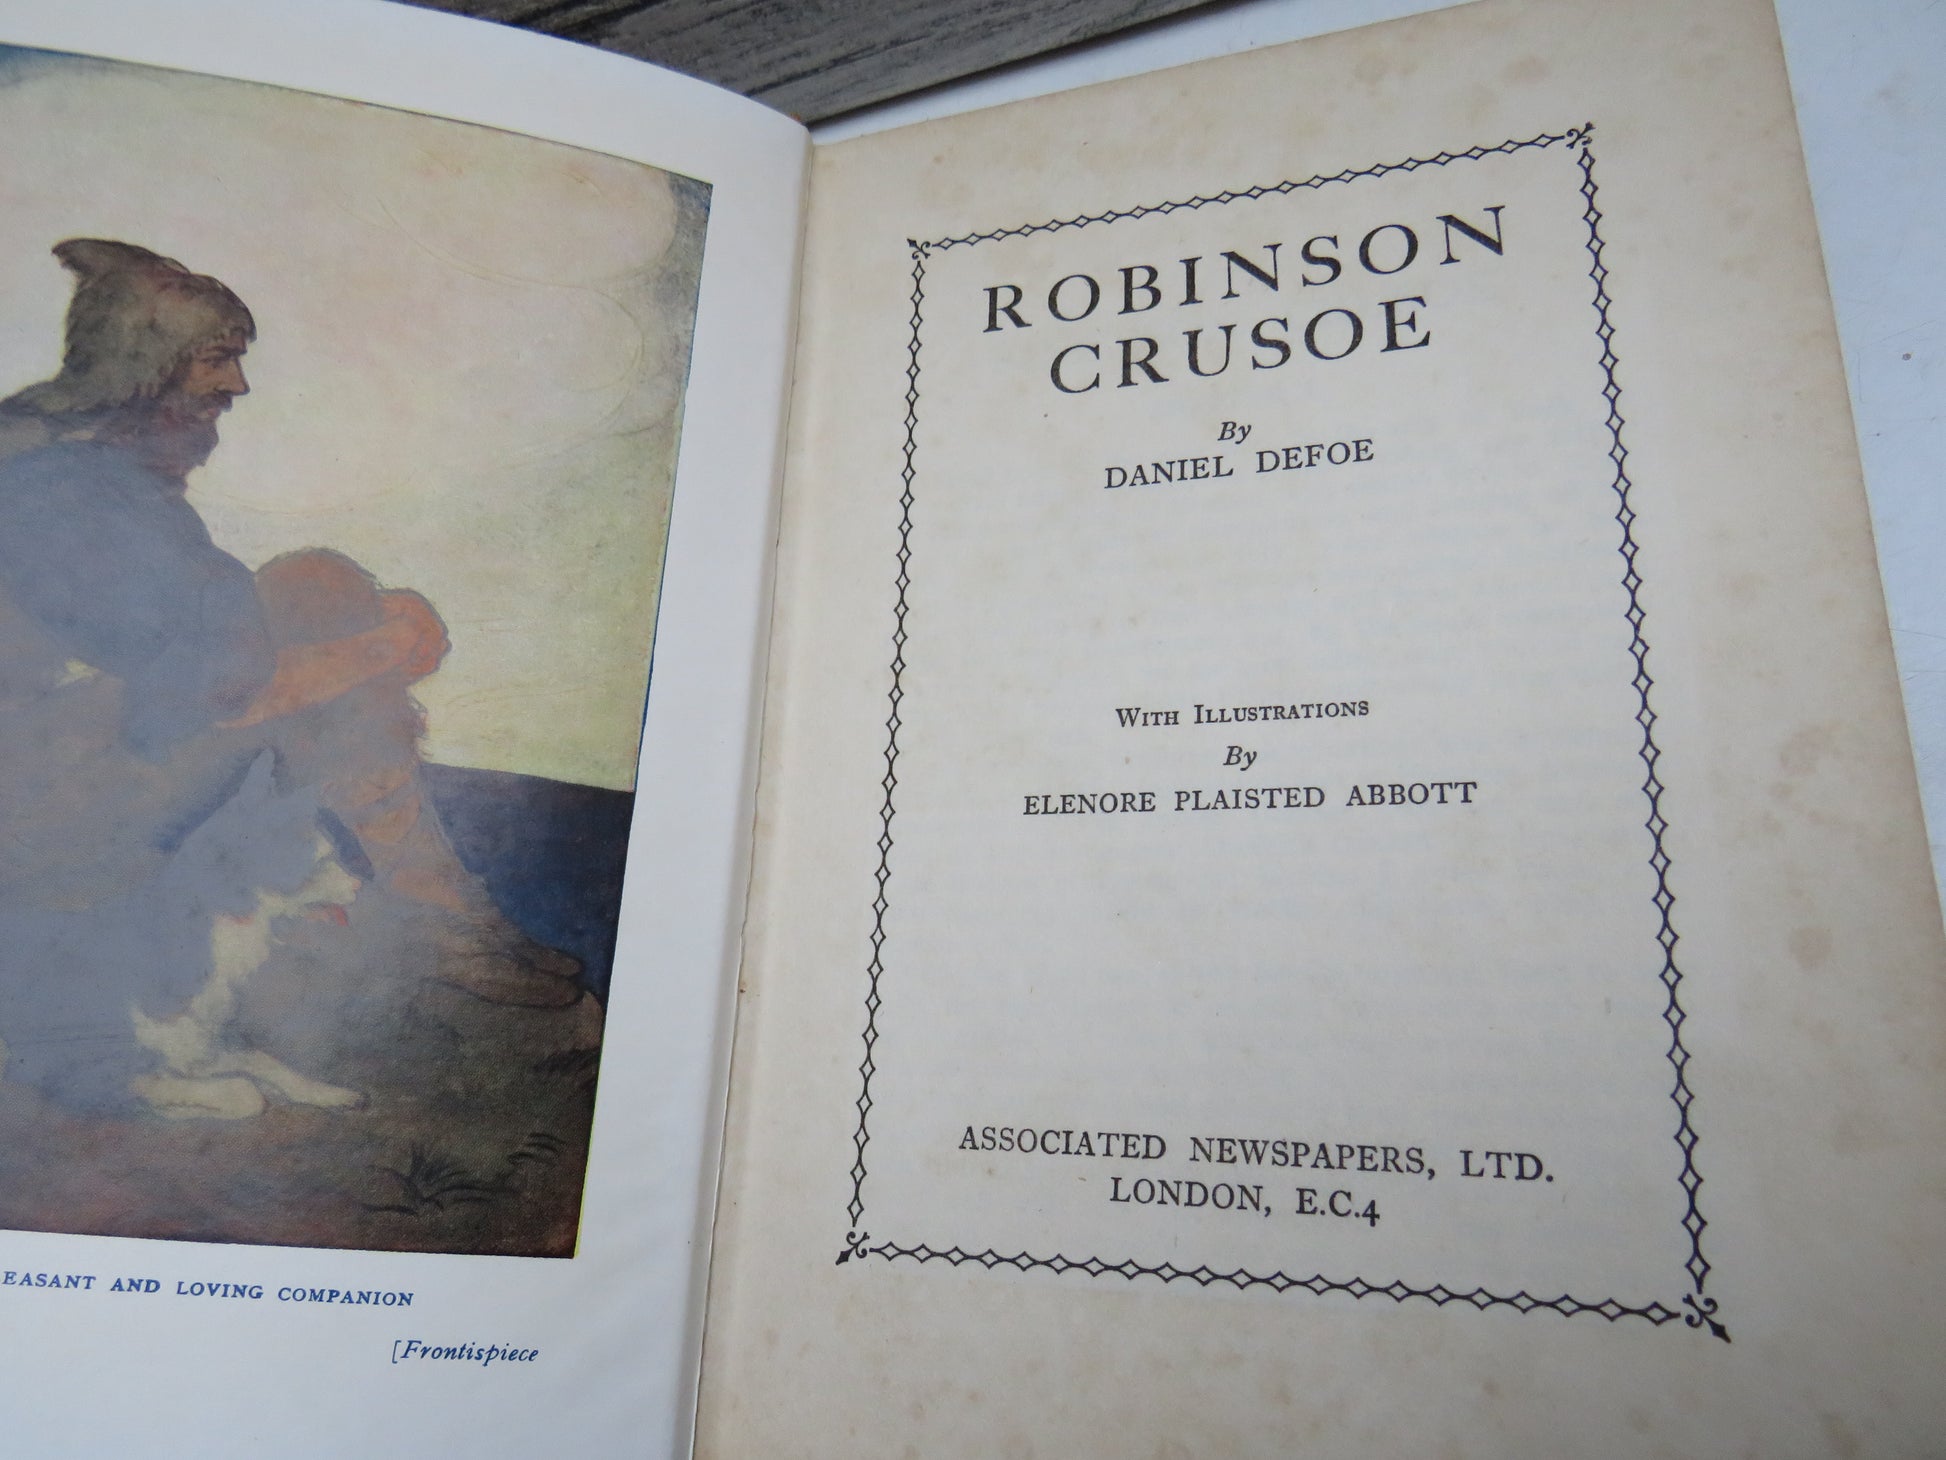 EASANT AND LOVING COMPANION
[Frontispiece
ROBINSON
CRUSOE
By
DANIEL DEFOE
WITH ILLUSTRATIONS
By
ELENORE PLAISTED ABBOTT
ASSOCIATED NEWSPAPERS, LTD.
LONDON, E.C.4